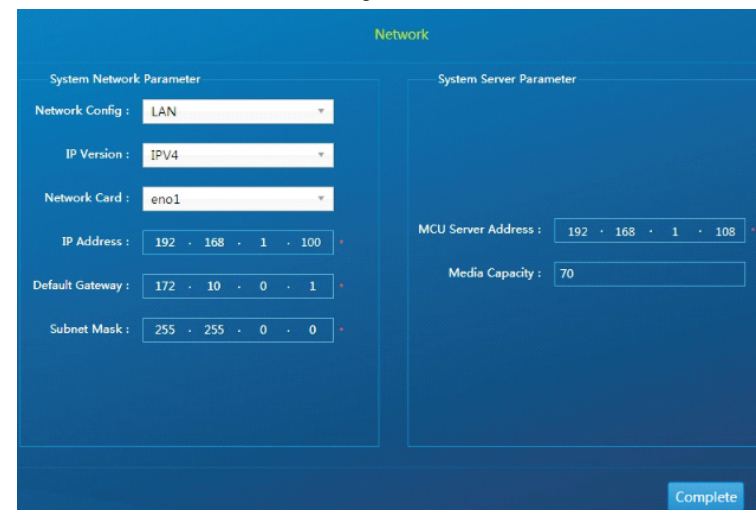 Network
System Network Parameter
Network Config : LAN
IP Version : IPV4
Network Card : eno1
IP Address : 192 . 168 . 1 . 100 *
Default Gateway : 172 . 10 . 0 . 1 *
Subnet Mask : 255 . 255 . 0 . 0 *
System Server Parameter
MCU Server Address : 192 . 168 . 1 . 108 *
Media Capacity : 70
Complete